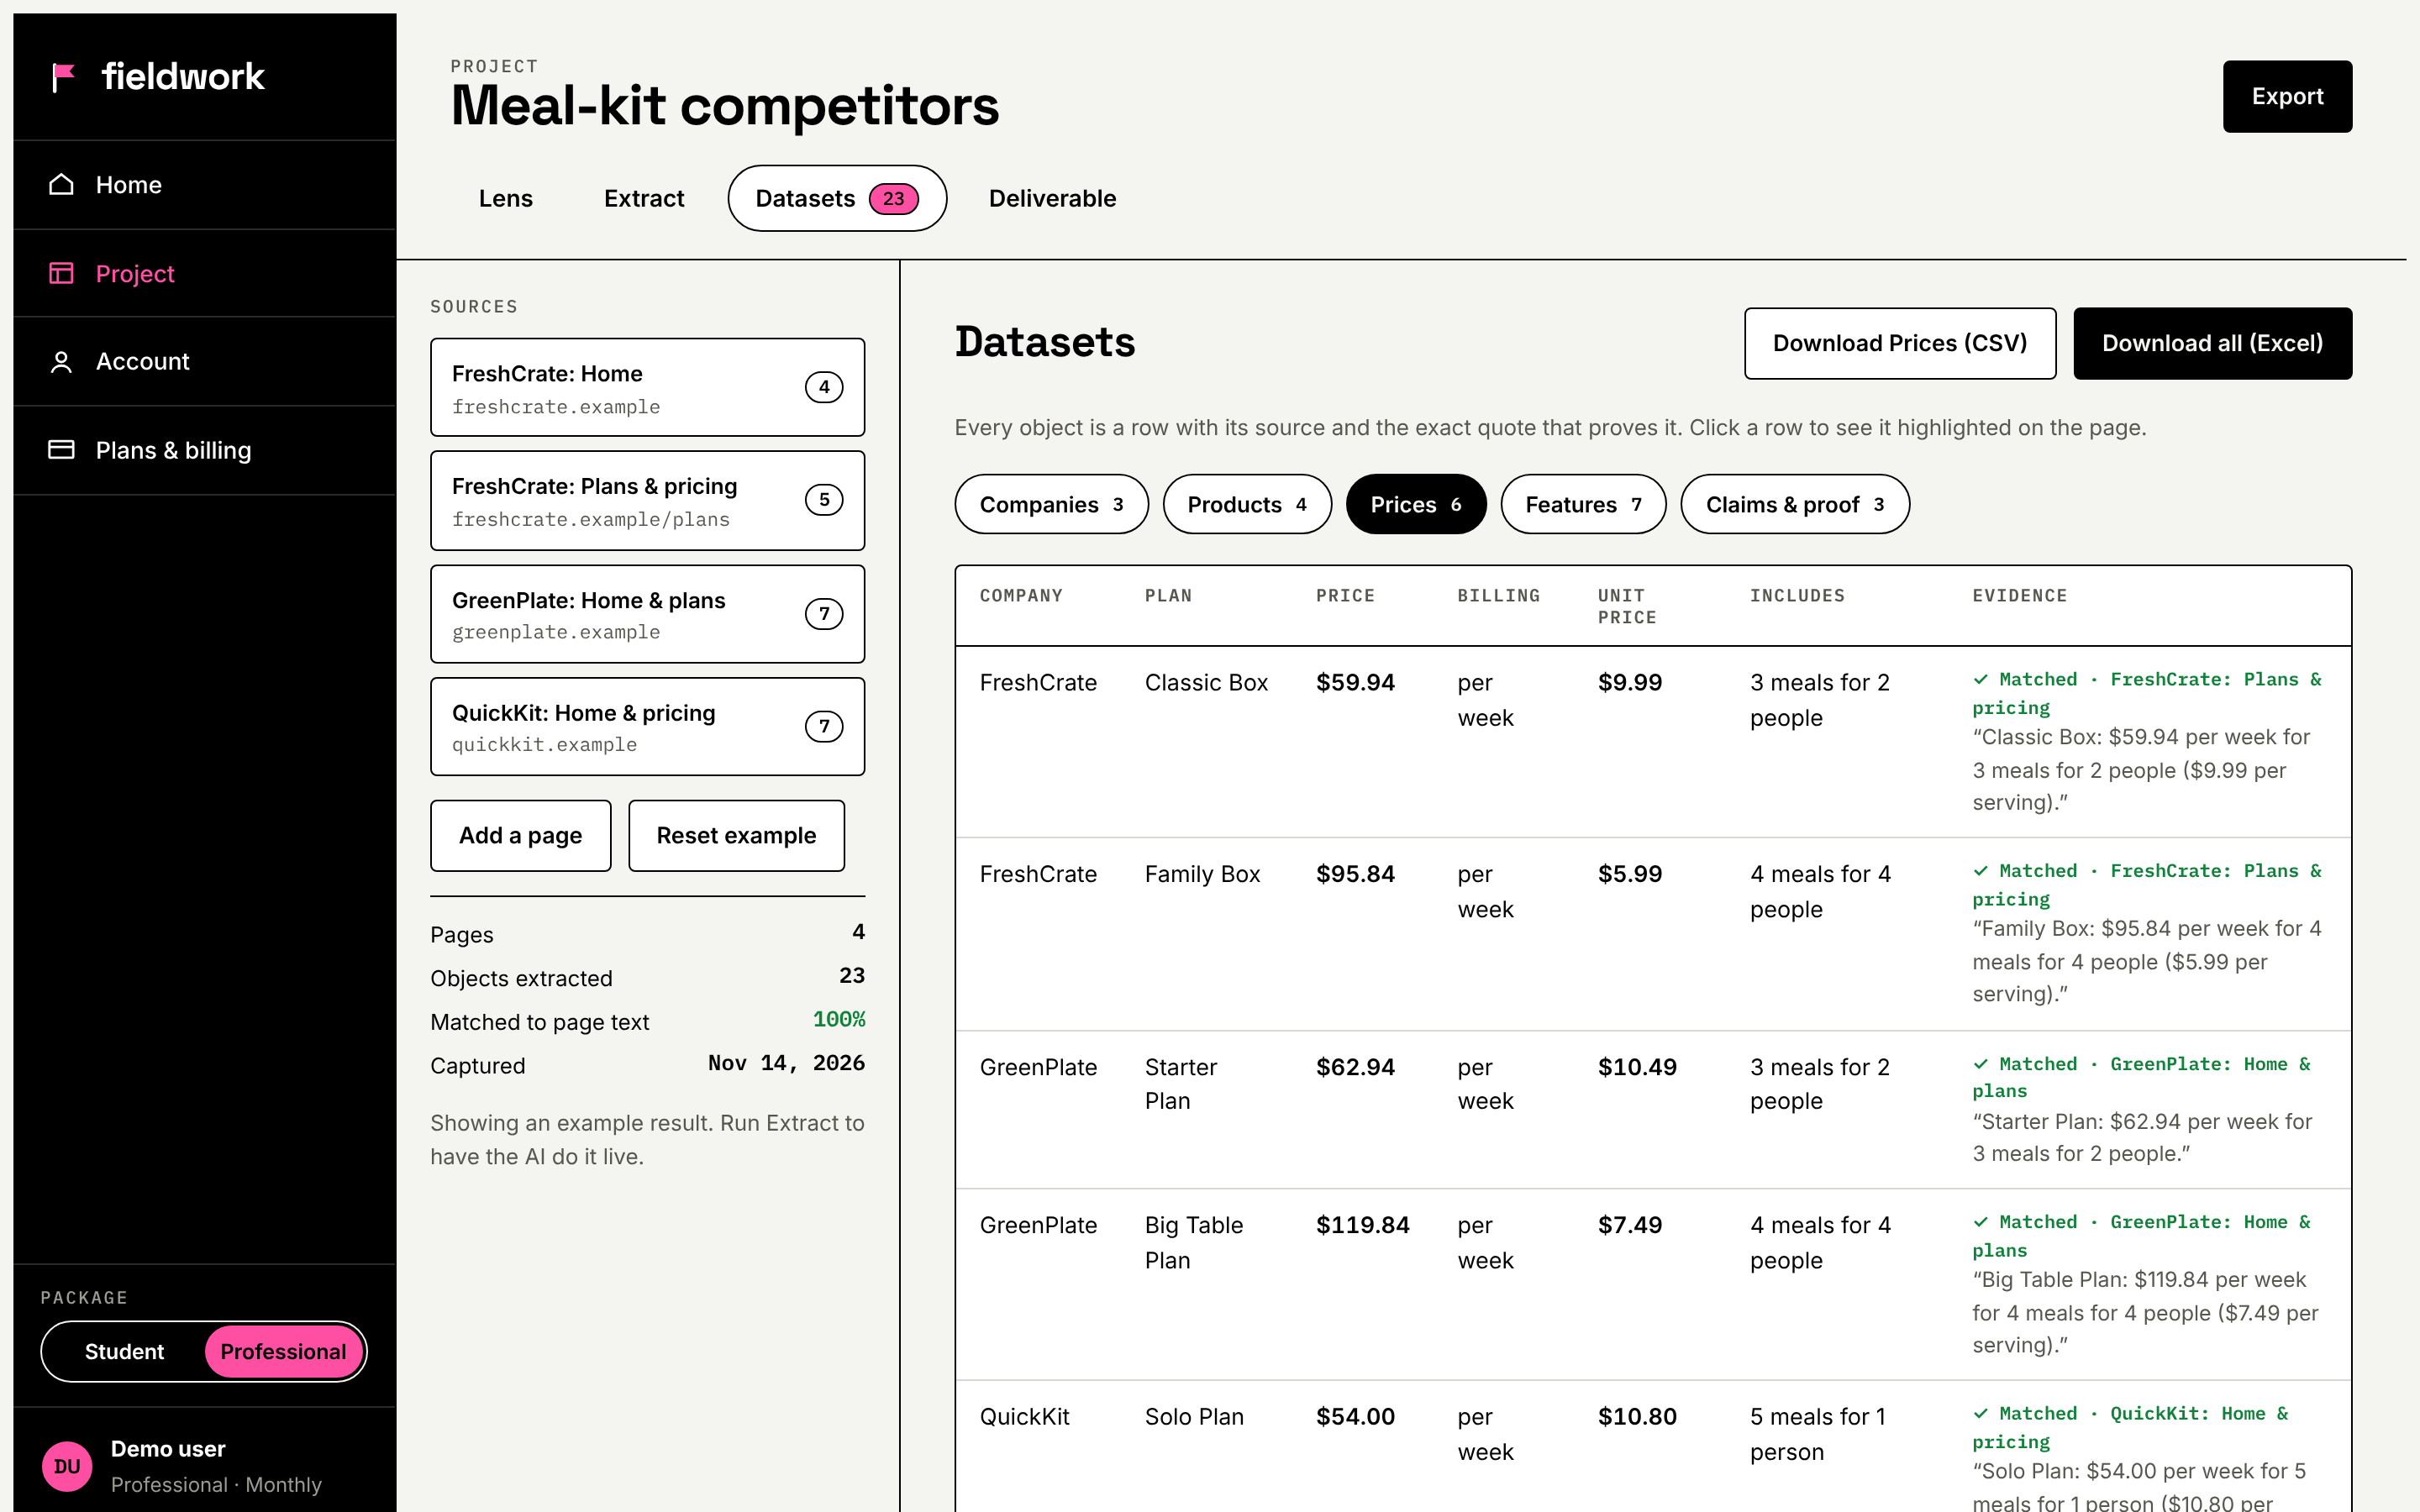 fieldwork
Home
Project
Account
Plans & billing
PACKAGE
Student
Professional
DU
Demo user
Professional · Monthly
PROJECT
Meal-kit competitors
Export
Lens
Extract
Datasets 23
Deliverable
SOURCES
FreshCrate: Home
freshcrate.example
4
FreshCrate: Plans & pricing
freshcrate.example/plans
5
GreenPlate: Home & plans
greenplate.example
7
QuickKit: Home & pricing
quickkit.example
7
Add a page
Reset example
Pages 4
Objects extracted 23
Matched to page text 100%
Captured Nov 14, 2026
Showing an example result. Run Extract to
have the AI do it live.
Datasets
Download Prices (CSV)
Download all (Excel)
Every object is a row with its source and the exact quote that proves it. Click a row to see it highlighted on the page.
Companies 3
Products 4
Prices 6
Features 7
Claims & proof 3
COMPANY
PLAN
PRICE
BILLING
UNIT
PRICE
INCLUDES
EVIDENCE
FreshCrate
Classic Box
$59.94
per
week
$9.99
3 meals for 2
people
✓ Matched · FreshCrate: Plans &
pricing
“Classic Box: $59.94 per week for
3 meals for 2 people ($9.99 per
serving).”
FreshCrate
Family Box
$95.84
per
week
$5.99
4 meals for 4
people
✓ Matched · FreshCrate: Plans &
pricing
“Family Box: $95.84 per week for 4
meals for 4 people ($5.99 per
serving).”
GreenPlate
Starter
Plan
$62.94
per
week
$10.49
3 meals for 2
people
✓ Matched · GreenPlate: Home &
plans
“Starter Plan: $62.94 per week for
3 meals for 2 people.”
GreenPlate
Big Table
Plan
$119.84
per
week
$7.49
4 meals for 4
people
✓ Matched · GreenPlate: Home &
plans
“Big Table Plan: $119.84 per week
for 4 meals for 4 people ($7.49 per
serving).”
QuickKit
Solo Plan
$54.00
per
week
$10.80
5 meals for 1
person
✓ Matched · QuickKit: Home &
pricing
“Solo Plan: $54.00 per week for 5
meals for 1 person ($10.80 per